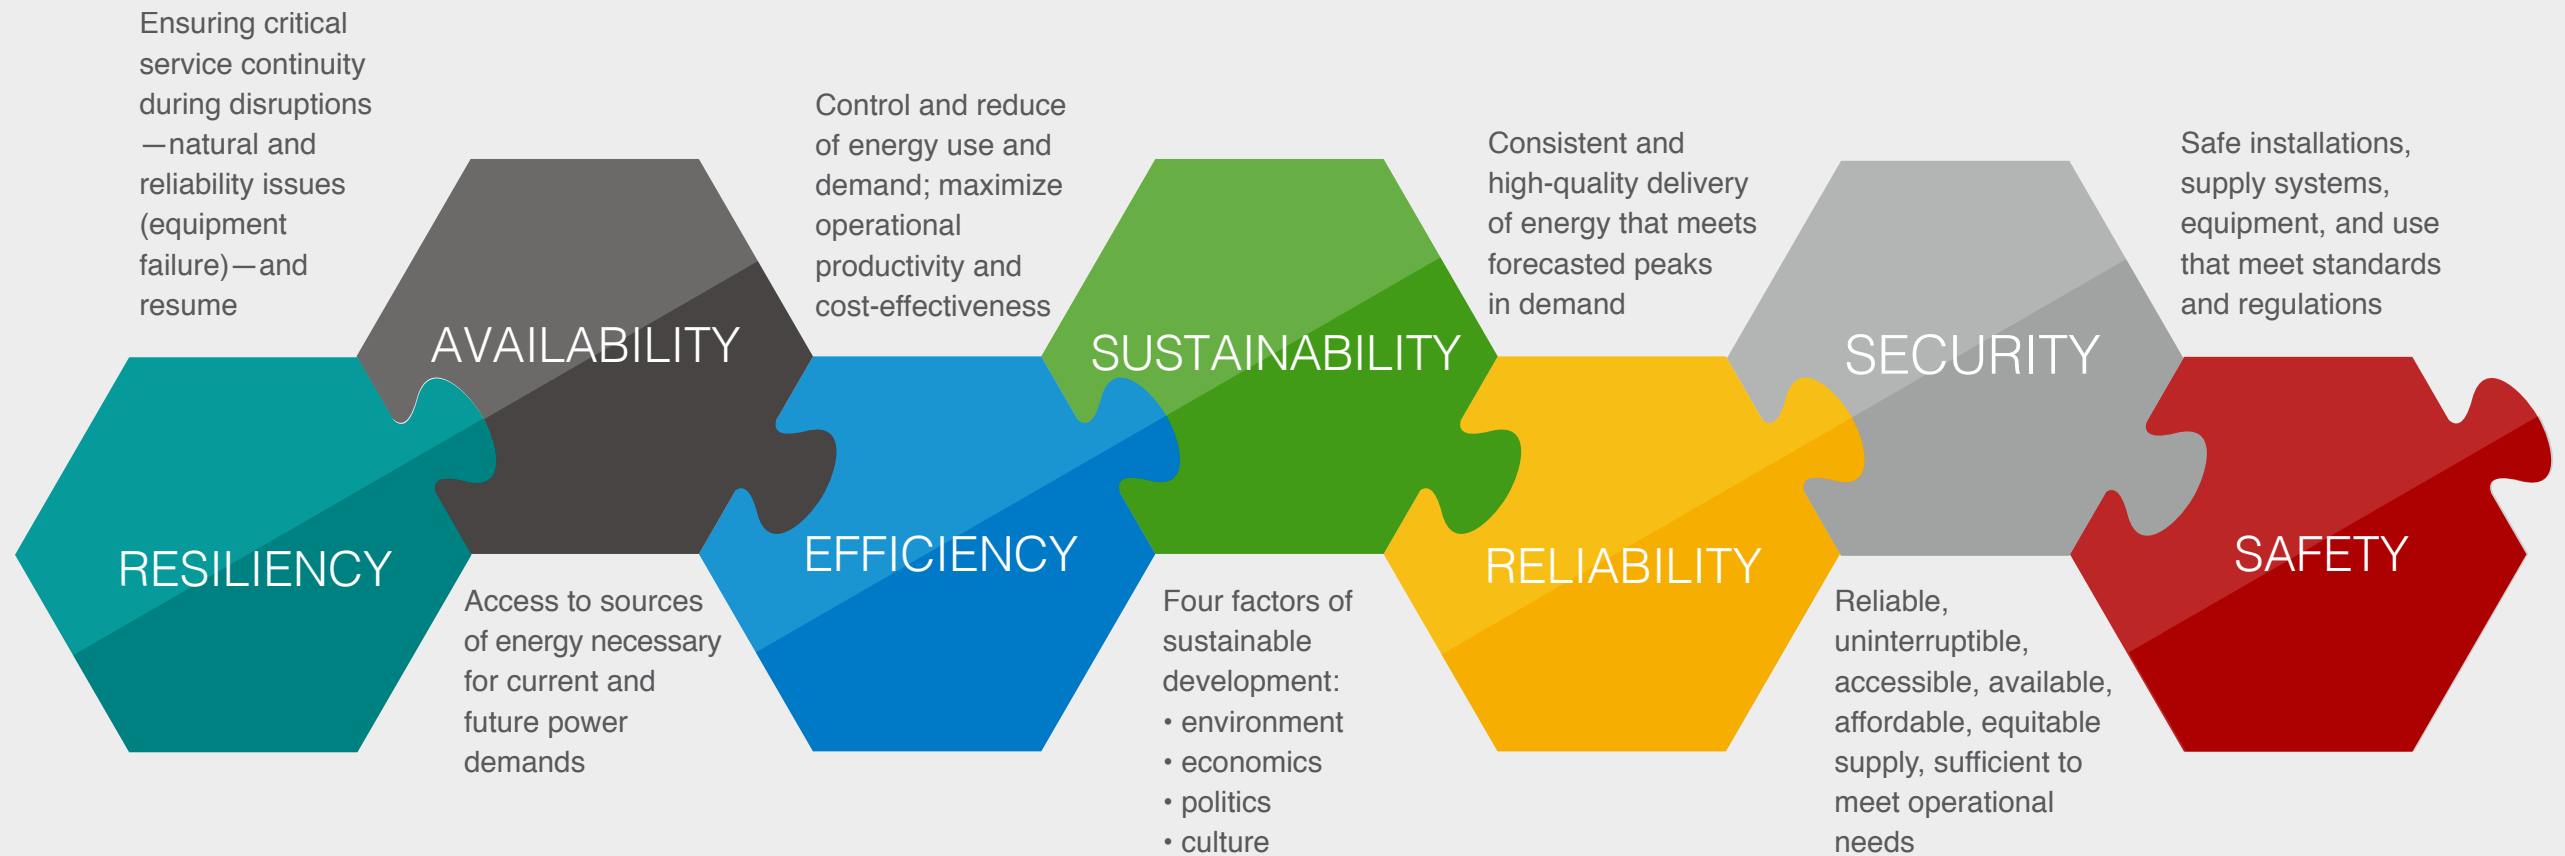 Ensuring critical
service continuity
during disruptions
—natural and
reliability issues
(equipment
failure)—and
resume
RESILIENCY
AVAILABILITY
Access to sources
of energy necessary
for current and
future power
demands
Control and reduce
of energy use and
demand; maximize
operational
productivity and
cost-effectiveness
EFFICIENCY
SUSTAINABILITY
Four factors of
sustainable
development:
• environment
• economics
• politics
• culture
Consistent and
high-quality delivery
of energy that meets
forecasted peaks
in demand
RELIABILITY
SECURITY
Reliable,
uninterruptible,
accessible, available,
affordable, equitable
supply, sufficient to
meet operational
needs
Safe installations,
supply systems,
equipment, and use
that meet standards
and regulations
SAFETY